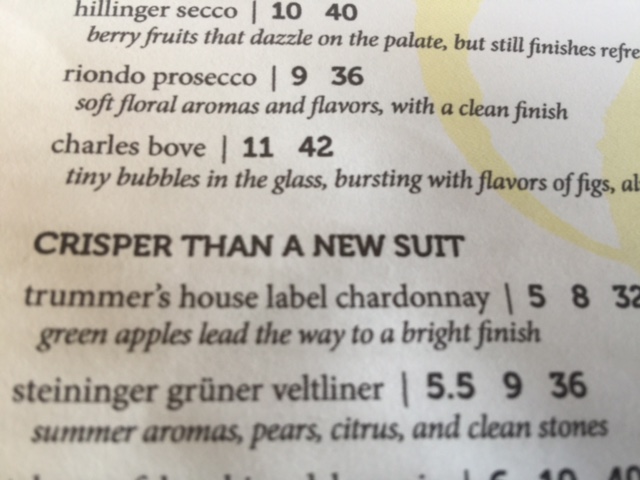 hillinger secco | 10 40
berry fruits that dazzle on the palate, but still finishes refre
riondo prosecco | 9 36
soft floral aromas and flavors, with a clean finish
charles bove | 11 42
tiny bubbles in the glass, bursting with flavors of figs, al
CRISPER THAN A NEW SUIT
trummer's house label chardonnay | 5 8 32
green apples lead the way to a bright finish
steininger grüner veltliner | 5.5 9 36
summer aromas, pears, citrus, and clean stones